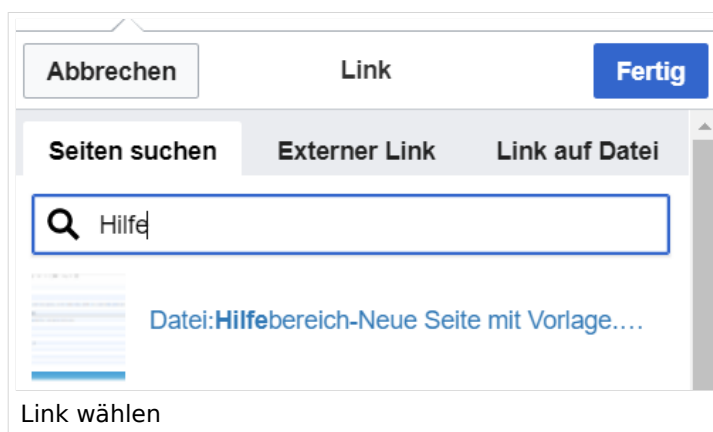 Abbrechen Link Fertig
Seiten suchen Externer Link Link auf Datei
Hilfe
Datei:Hilfebereich-Neue Seite mit Vorlage....
Link wählen